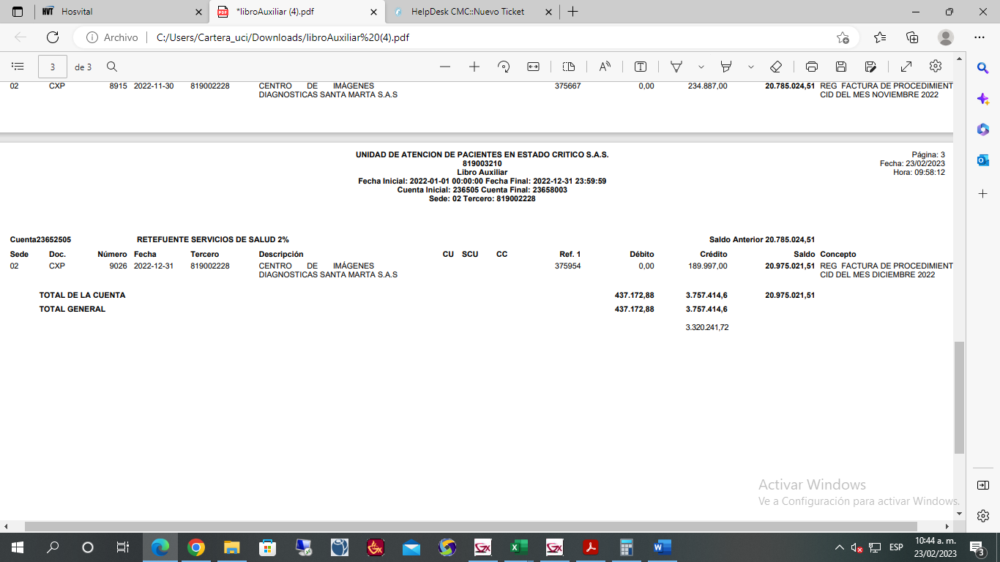 Hosvital
*libroAuxiliar (4).pdf
HelpDesk CMC::Nuevo Ticket
Archivo C:/Users/Cartera_uci/Downloads/libroAuxiliar%20(4).pdf
3 de 3
02 CXP 8915 2022-11-30 819002228 CENTRO DE IMÁGENES 375667 0,00 234.887,00 20.785.024,51 REG FACTURA DE PROCEDIMIENT
DIAGNOSTICAS SANTA MARTA S.A.S CID DEL MES NOVIEMBRE 2022
UNIDAD DE ATENCION DE PACIENTES EN ESTADO CRITICO S.A.S. Página: 3
819003210 Fecha: 23/02/2023
Libro Auxiliar Hora: 09:58:12
Fecha Inicial: 2022-01-01 00:00:00 Fecha Final: 2022-12-31 23:59:59
Cuenta Inicial: 236505 Cuenta Final: 23658003
Sede: 02 Tercero: 819002228
Cuenta23652505 RETEFUENTE SERVICIOS DE SALUD 2% Saldo Anterior 20.785.024,51
Sede Doc. Número Fecha Tercero Descripción CU SCU CC Ref. 1 Débito Crédito Saldo Concepto
02 CXP 9026 2022-12-31 819002228 CENTRO DE IMÁGENES 375954 0,00 189.997,00 20.975.021,51 REG FACTURA DE PROCEDIMIENT
DIAGNOSTICAS SANTA MARTA S.A.S CID DEL MES DICIEMBRE 2022
TOTAL DE LA CUENTA 437.172,88 3.757.414,6 20.975.021,51
TOTAL GENERAL 437.172,88 3.757.414,6
3.320.241,72
Activar Windows
Ve a Configuración para activar Windows.
ESP
10:44 a. m.
23/02/2023
3